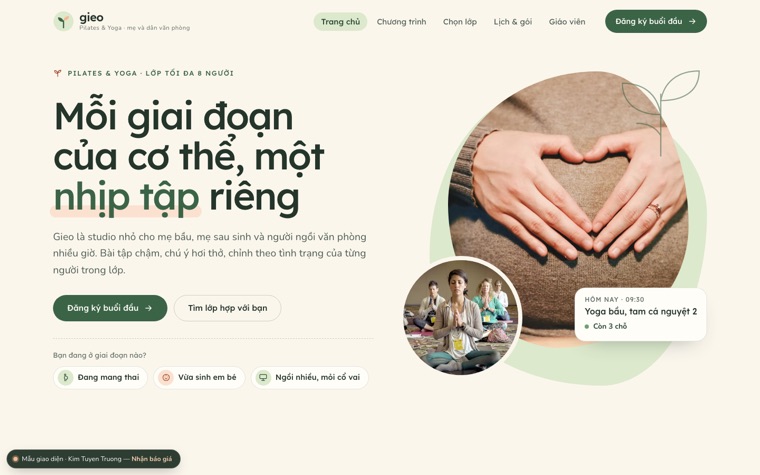 gieo
Pilates & Yoga · mẹ và dân văn phòng
Trang chủ
Chương trình
Chọn lớp
Lịch & gói
Giáo viên
Đăng ký buổi đầu →
PILATES & YOGA · LỚP TỐI ĐA 8 NGƯỜI
Mỗi giai đoạn
của cơ thể, một
nhịp tập riêng
Gieo là studio nhỏ cho mẹ bầu, mẹ sau sinh và người ngồi văn phòng
nhiều giờ. Bài tập chậm, chú ý hơi thở, chỉnh theo tình trạng của từng
người trong lớp.
Đăng ký buổi đầu →
Tìm lớp hợp với bạn
HÔM NAY · 09:30
Yoga bầu, tam cá nguyệt 2
Còn 3 chỗ
Bạn đang ở giai đoạn nào?
Đang mang thai
Vừa sinh em bé
Ngồi nhiều, mỏi cổ vai
Mẫu giao diện · Kim Tuyen Truong — Nhận báo giá